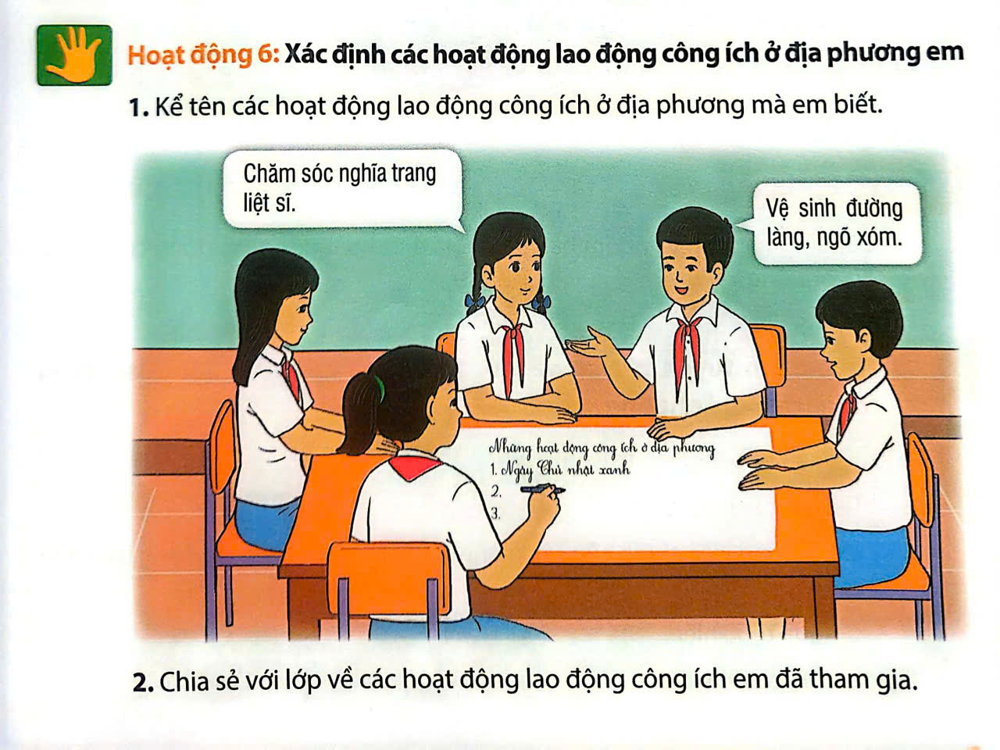 Hoạt động 6: Xác định các hoạt động lao động công ích ở địa phương em
1. Kể tên các hoạt động lao động công ích ở địa phương mà em biết.
Chăm sóc nghĩa trang
liệt sĩ.
Vệ sinh đường
làng, ngõ xóm.
Những hoạt động công ích ở địa phương
1. Ngày Chủ nhật xanh
2.
3.
2. Chia sẻ với lớp về các hoạt động lao động công ích em đã tham gia.